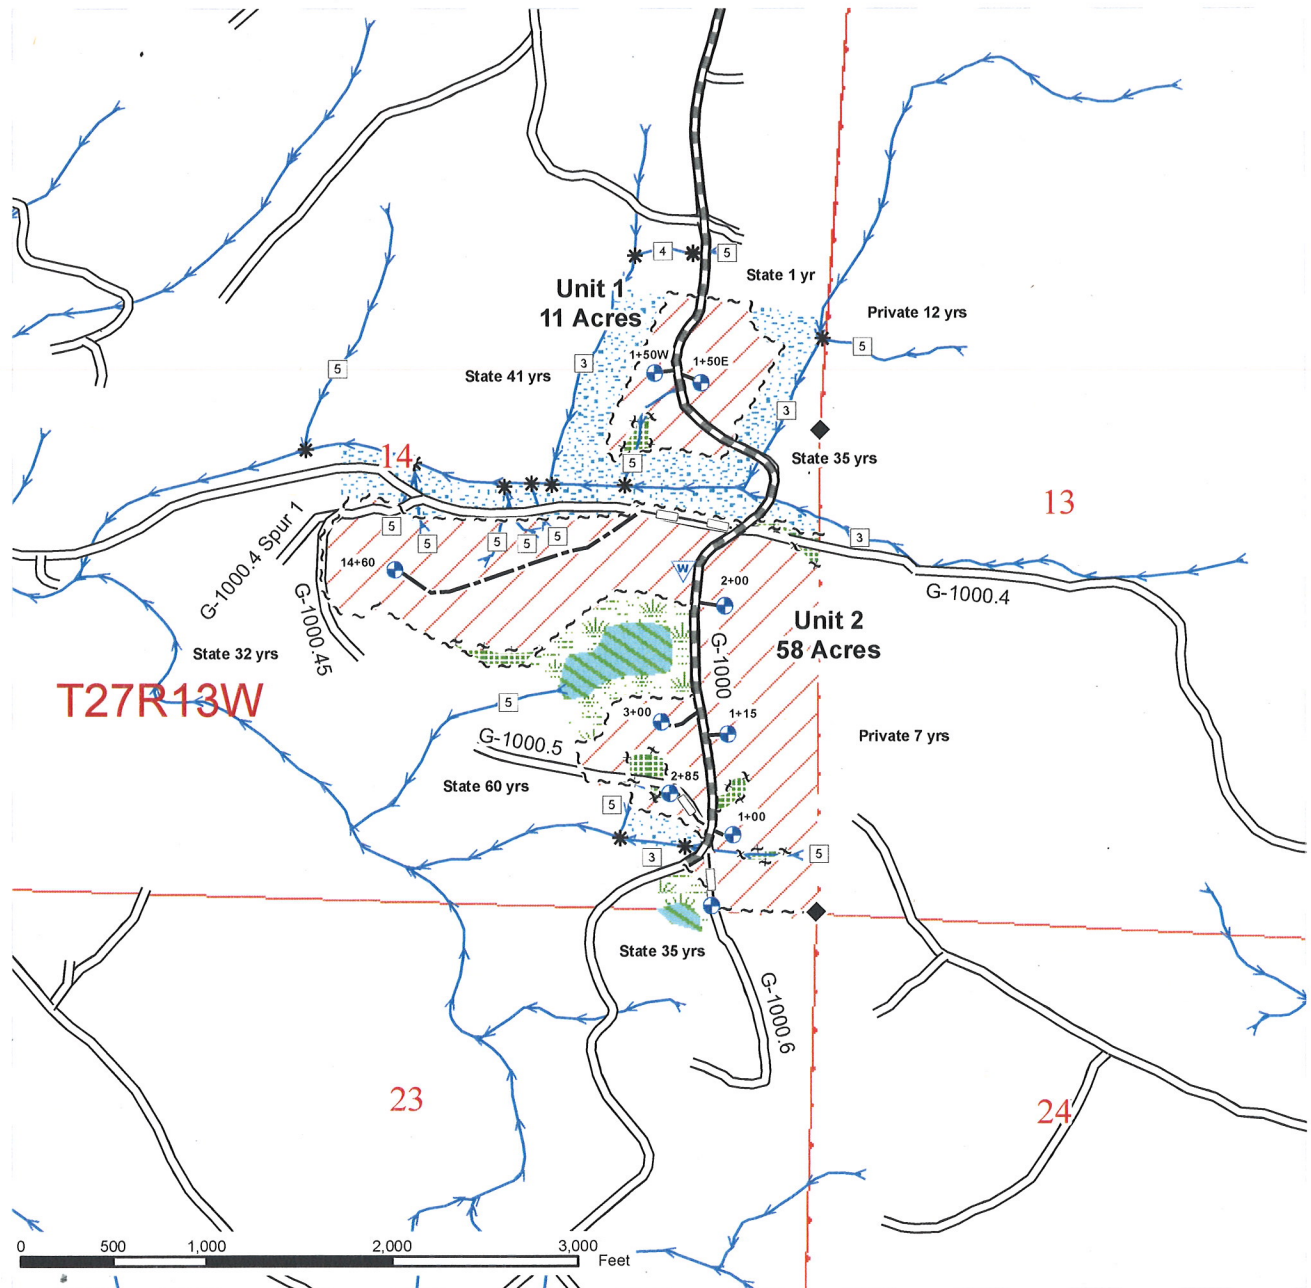 4
5
State 1 yr
Unit 1
11 Acres
Private 12 yrs
5
1+50W
1+50E
3
State 41 yrs
5
3
14
State 35 yrs
5
13
5
5
5
5
5
3
G-1000.4 Spur 1
14+60
W
2+00
G-1000.4
G-1000.45
Unit 2
58 Acres
State 32 yrs
G-1000
T27R13W
5
3+00
1+15
Private 7 yrs
G-1000.5
2+85
State 60 yrs
5
1+00
3
5
State 35 yrs
G-1000.6
23
24
0
500
1,000
2,000
3,000
Feet